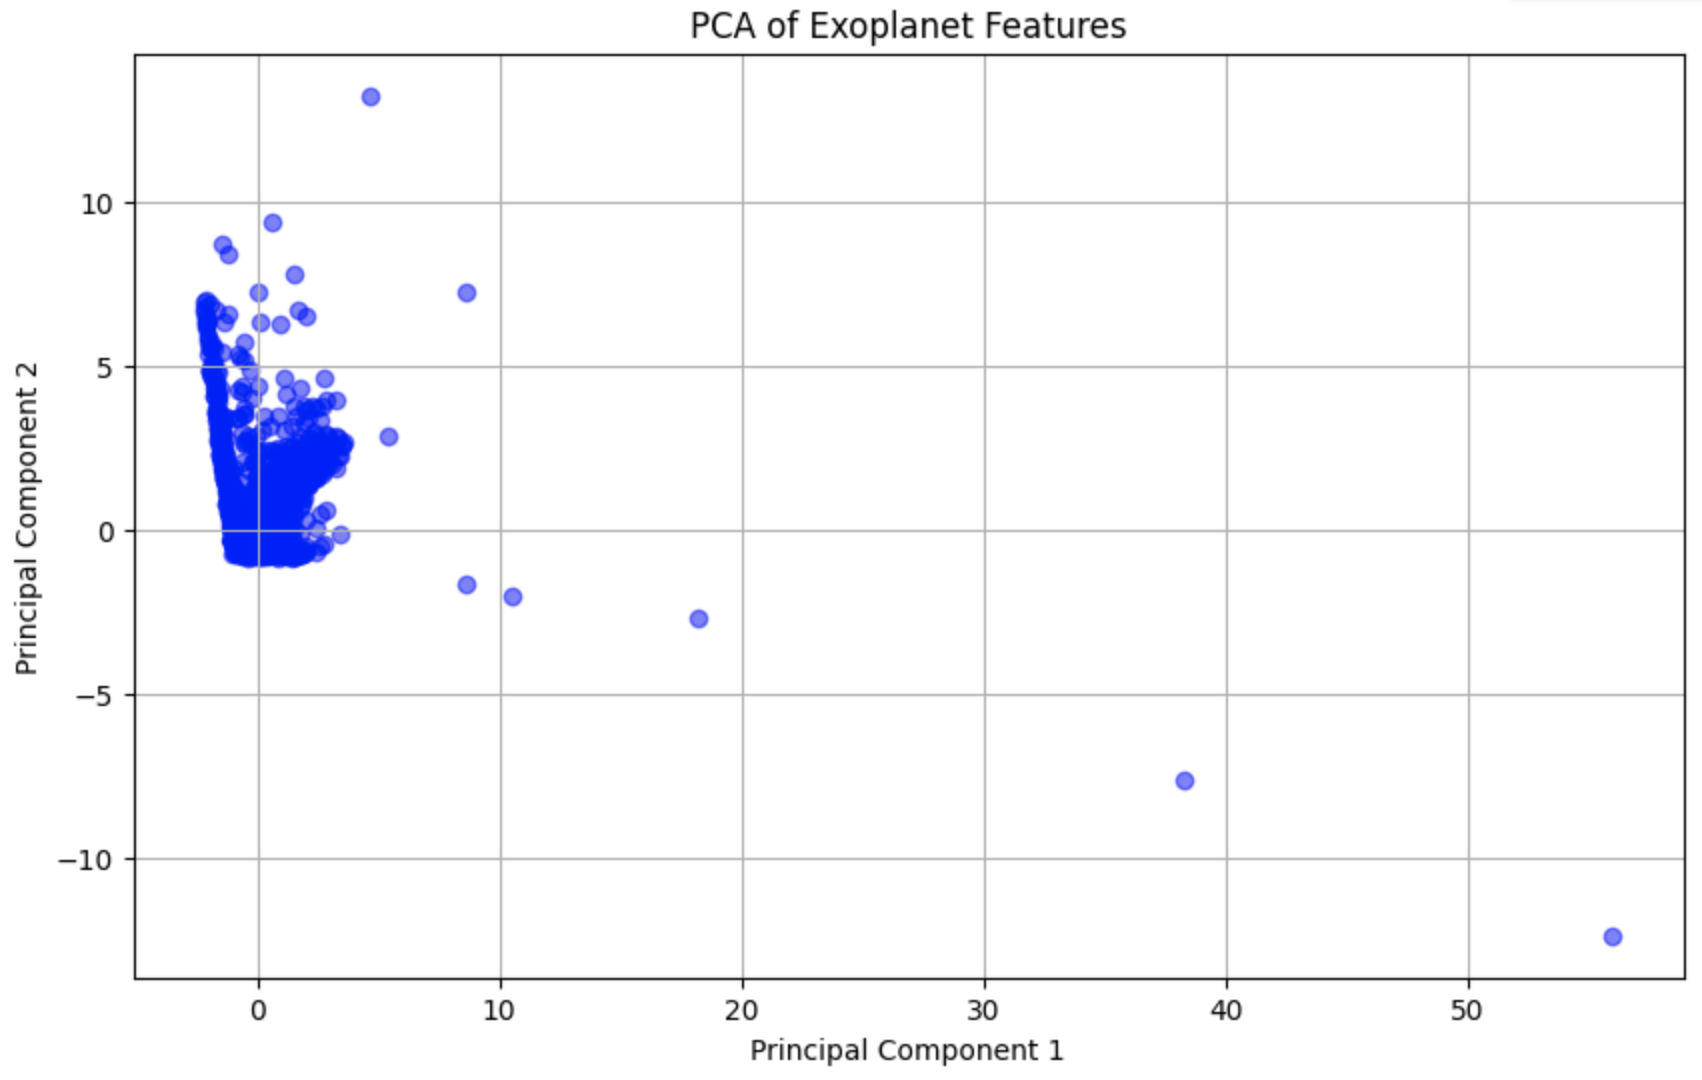 PCA of Exoplanet Features
Principal Component 2
10
5
0
−5
−10
0 10 20 30 40 50
Principal Component 1